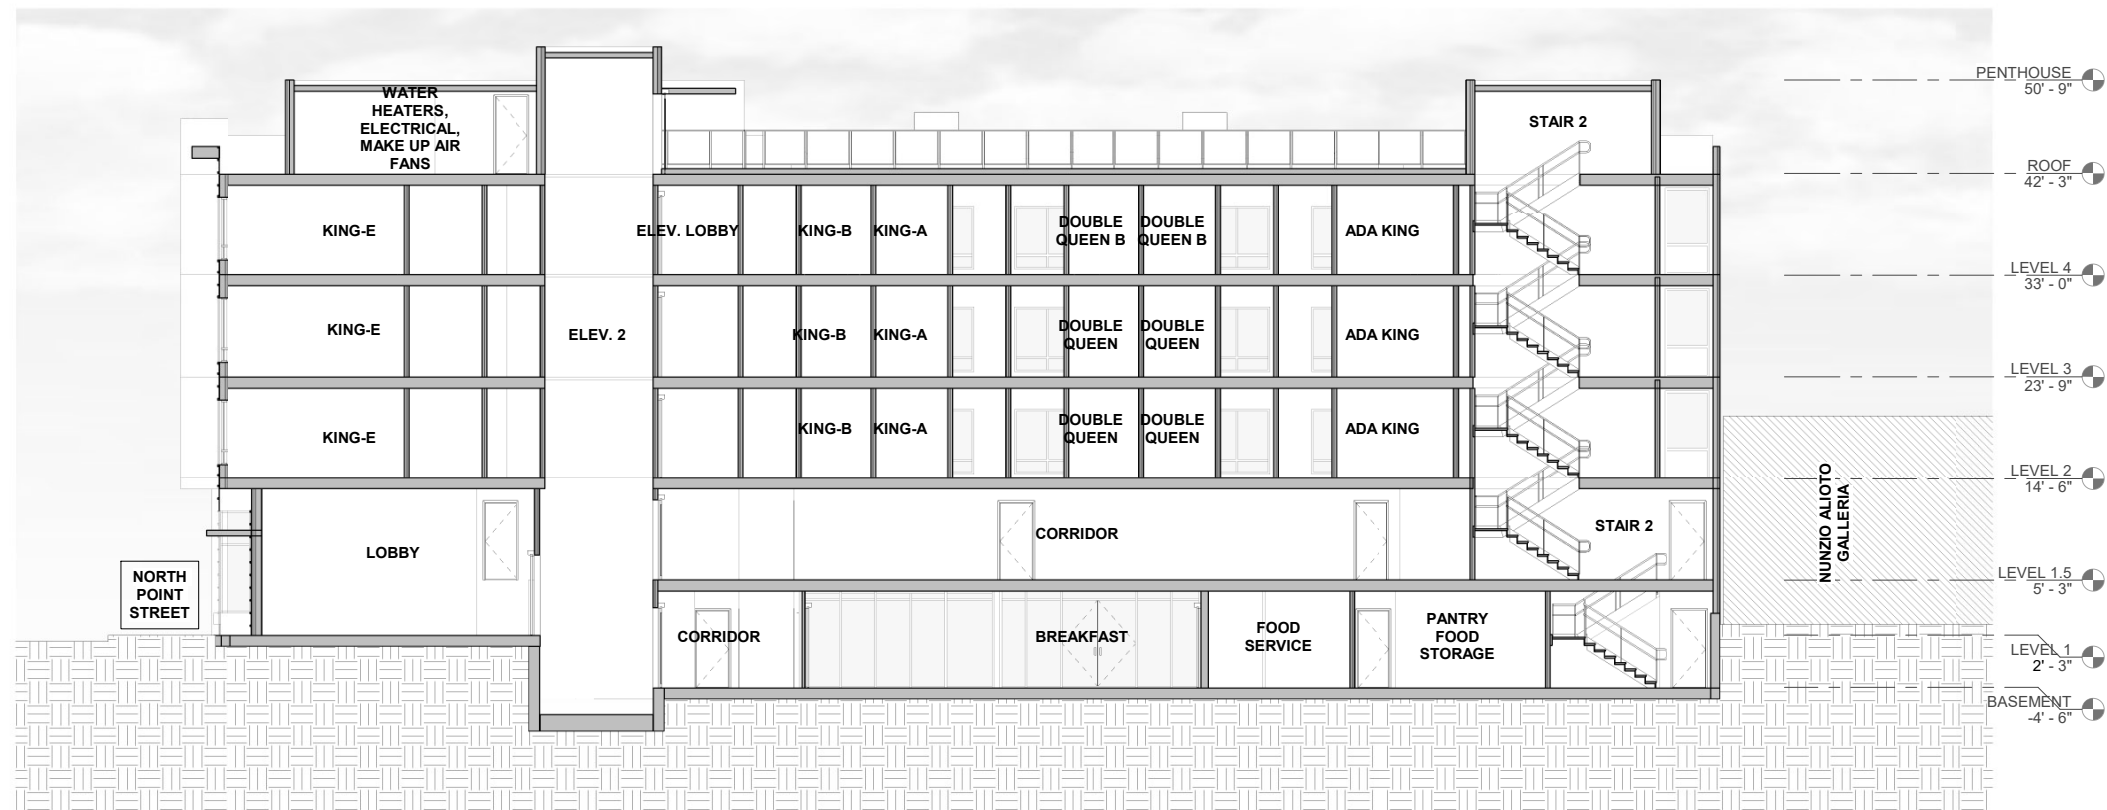 PENTHOUSE
50' - 9"
WATER
HEATERS,
ELECTRICAL,
MAKE UP AIR
FANS
STAIR 2
ROOF
42' - 3"
KING-E
ELEV. LOBBY
KING-B
KING-A
DOUBLE
QUEEN B
DOUBLE
QUEEN B
ADA KING
LEVEL 4
33' - 0"
KING-E
ELEV. 2
KING-B
KING-A
DOUBLE
QUEEN
DOUBLE
QUEEN
ADA KING
LEVEL 3
23' - 9"
KING-E
KING-B
KING-A
DOUBLE
QUEEN
DOUBLE
QUEEN
ADA KING
LEVEL 2
14' - 6"
LOBBY
CORRIDOR
STAIR 2
NUNZIO ALIOTO
GALLERIA
LEVEL 1.5
5' - 3"
NORTH
POINT
STREET
CORRIDOR
BREAKFAST
FOOD
SERVICE
PANTRY
FOOD
STORAGE
LEVEL 1
2' - 3"
BASEMENT
-4' - 6"